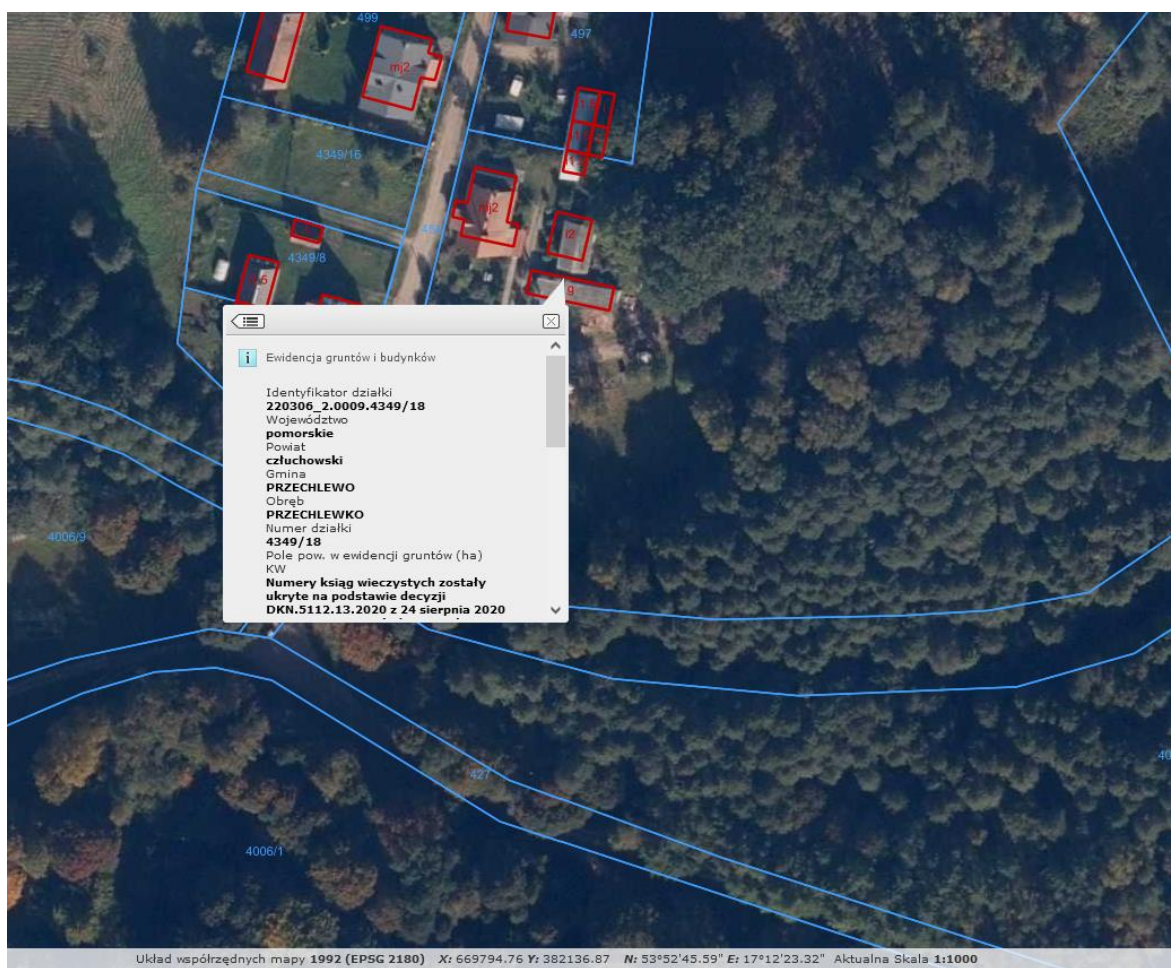 499
497
mj2
4349/16
mj2
i2
4349/8
g
Ewidencja gruntów i budynków
Identyfikator działki
220306_2.0009.4349/18
Województwo
pomorskie
Powiat
człuchowski
Gmina
PRZECHLEWO
Obręb
PRZECHLEWKO
Numer działki
4349/18
Pole pow. w ewidencji gruntów (ha)
KW
Numery ksiąg wieczystych zostały
ukryte na podstawie decyzji
DKN.5112.13.2020 z 24 sierpnia 2020
4006/9
427
40
4006/1
Układ współrzędnych mapy 1992 (EPSG 2180) X: 669794.76 Y: 382136.87 N: 53°52'45.59" E: 17°12'23.32" Aktualna Skala 1:1000